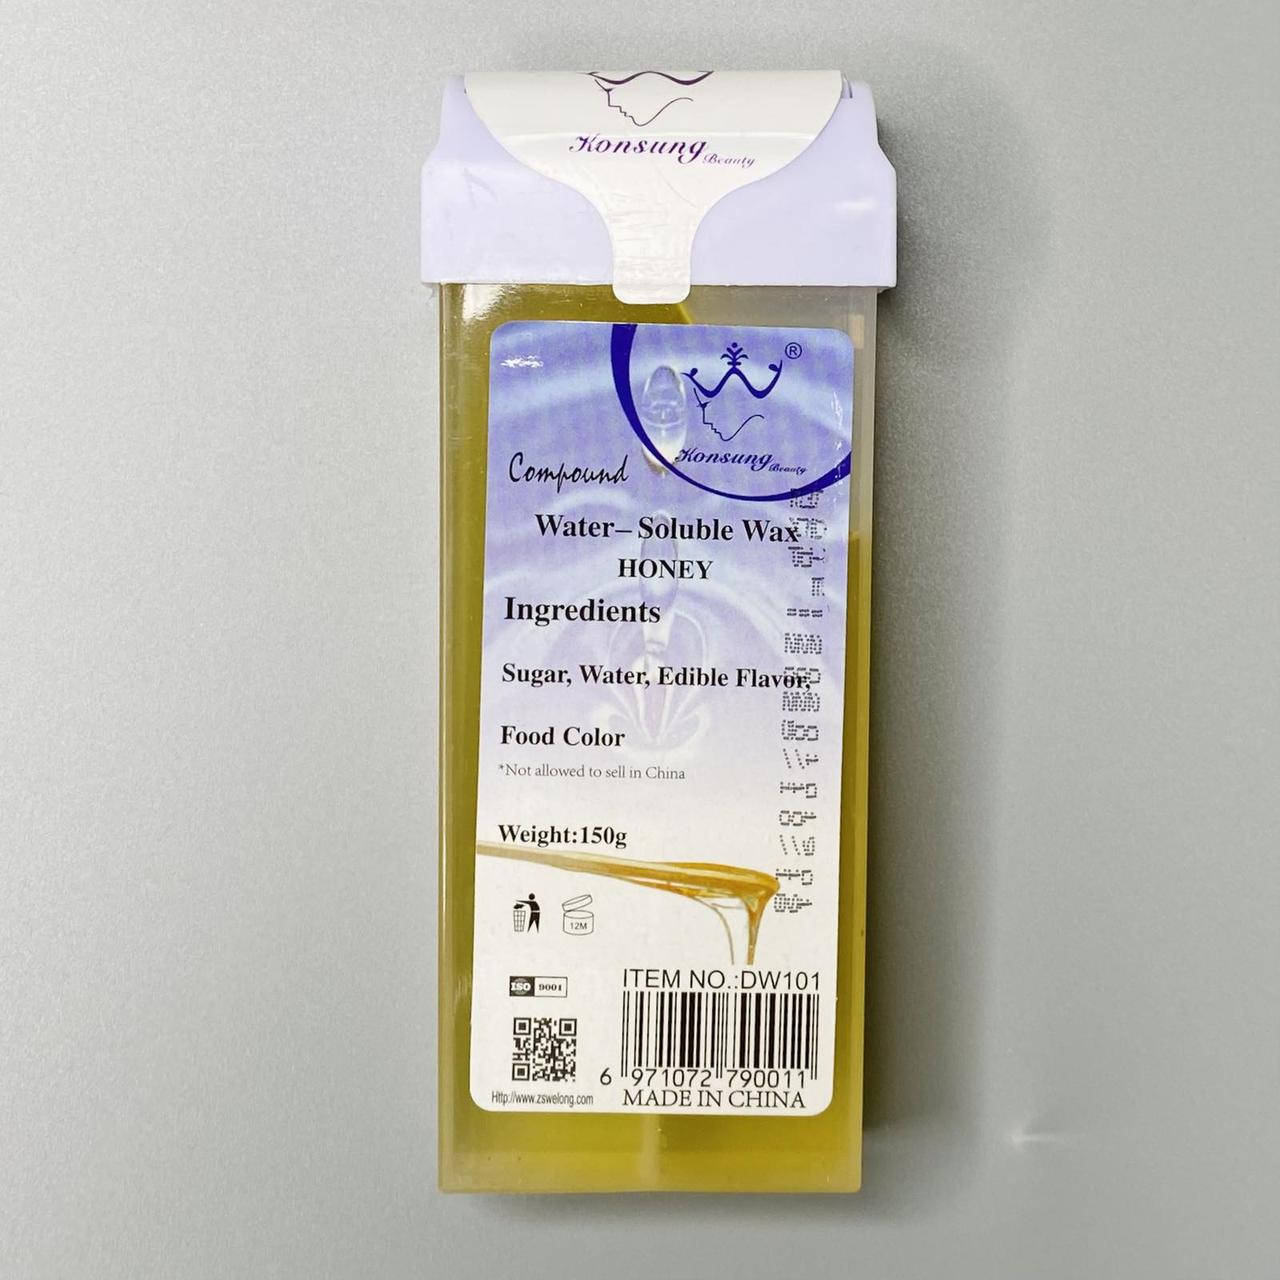 Konsung Beauty
®
Konsung Beauty
Compound
Water-Soluble Wax
HONEY
Ingredients
Sugar, Water, Edible Flavor,
Food Color
*Not allowed to sell in China
Weight:150g
12M
ISO 9001
ITEM NO.:DW101
6 971072 790011
Http://www.zswelong.com
MADE IN CHINA